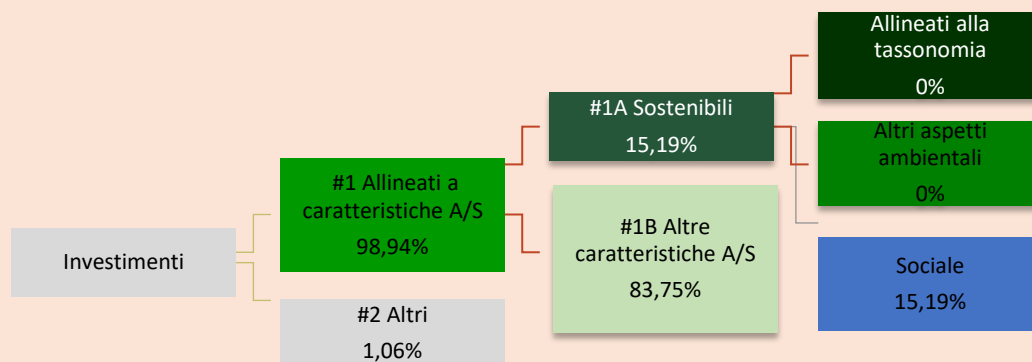 Investimenti
#1 Allineati a
caratteristiche A/S
98,94%
#2 Altri
1,06%
#1A Sostenibili
15,19%
#1B Altre
caratteristiche A/S
83,75%
Allineati alla
tassonomia
0%
Altri aspetti
ambientali
0%
Sociale
15,19%